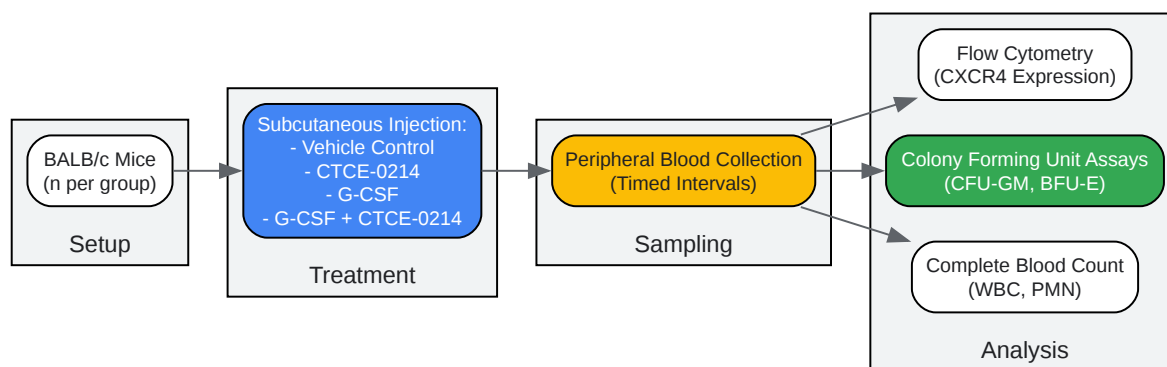 BALB/c Mice
(n per group)
Setup
Subcutaneous Injection:
- Vehicle Control
- CTCE-0214
- G-CSF
- G-CSF + CTCE-0214
Treatment
Peripheral Blood Collection
(Timed Intervals)
Sampling
Flow Cytometry
(CXCR4 Expression)
Colony Forming Unit Assays
(CFU-GM, BFU-E)
Complete Blood Count
(WBC, PMN)
Analysis